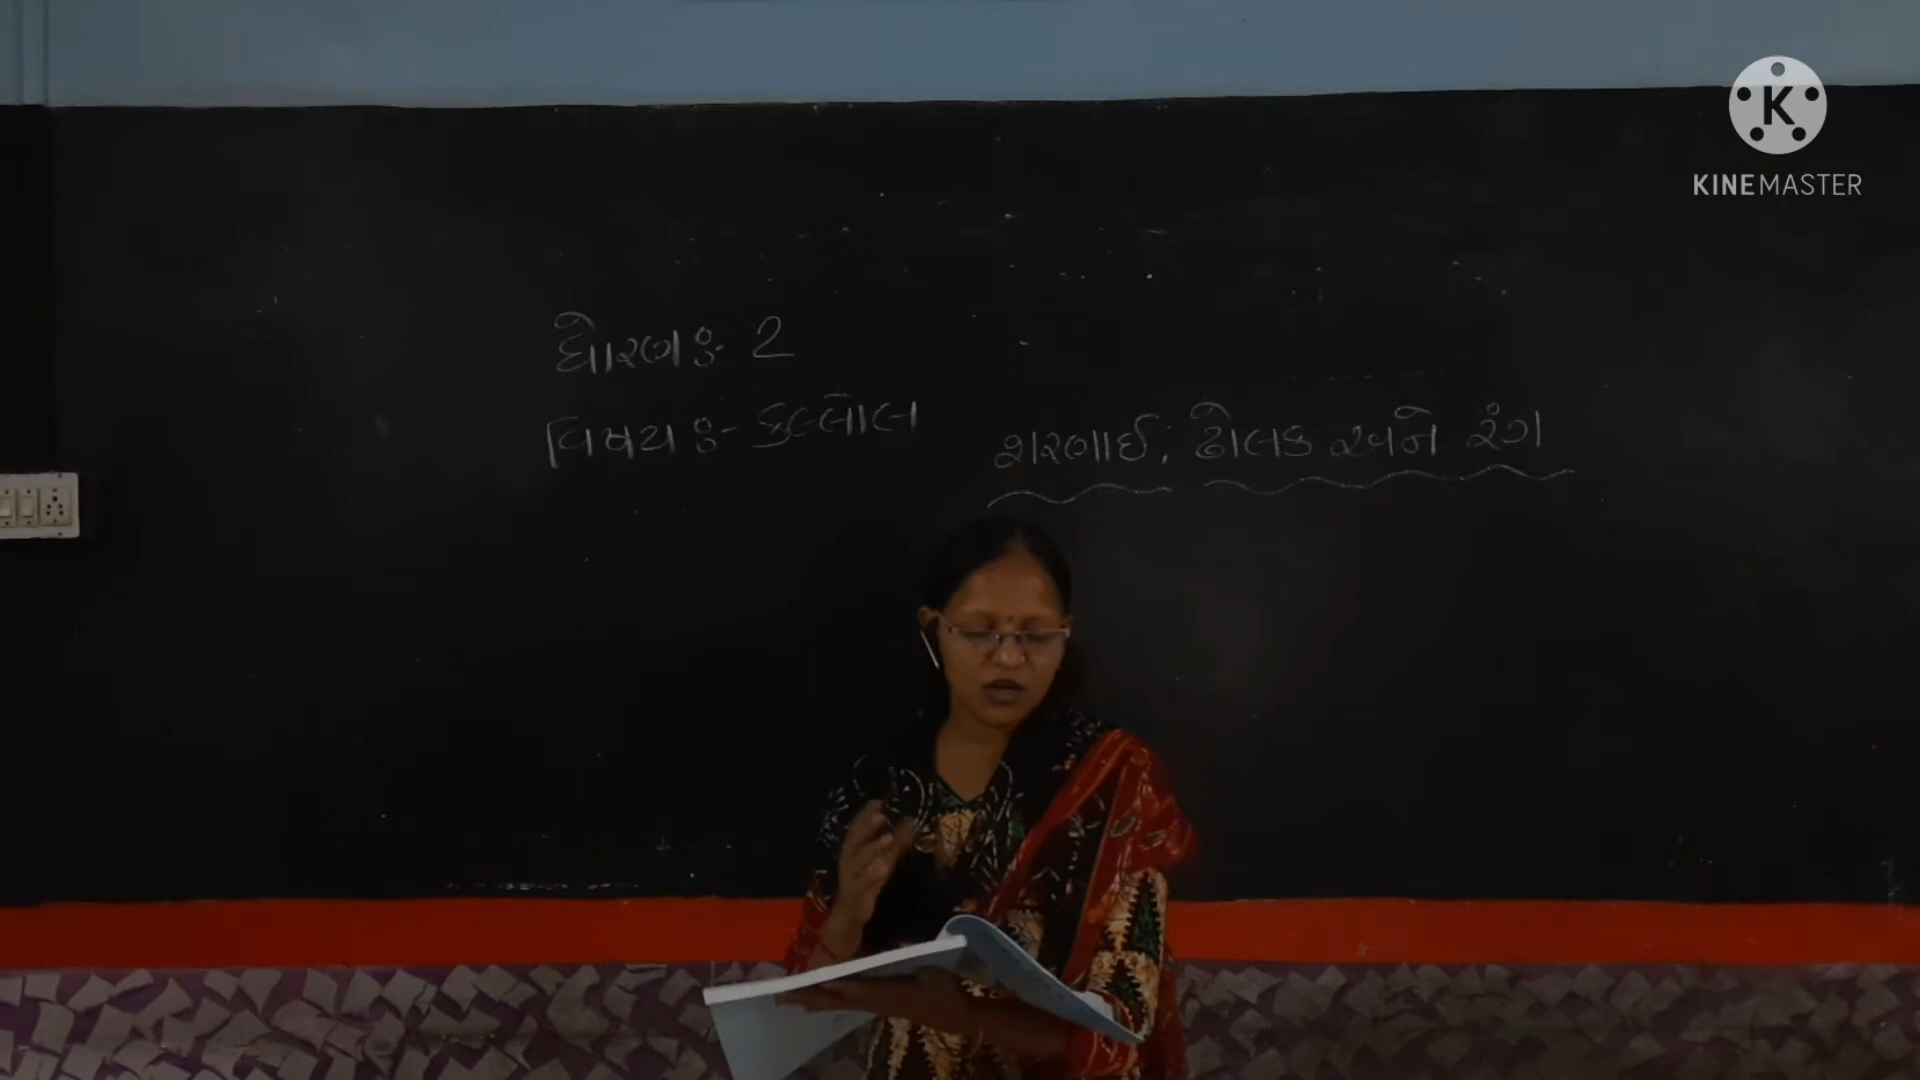 ધોરણ ઃ- 2
વિષય ઃ- કલ્લોલ
શરણાઈ, ઢોલક અને રંગ
K
KINEMASTER